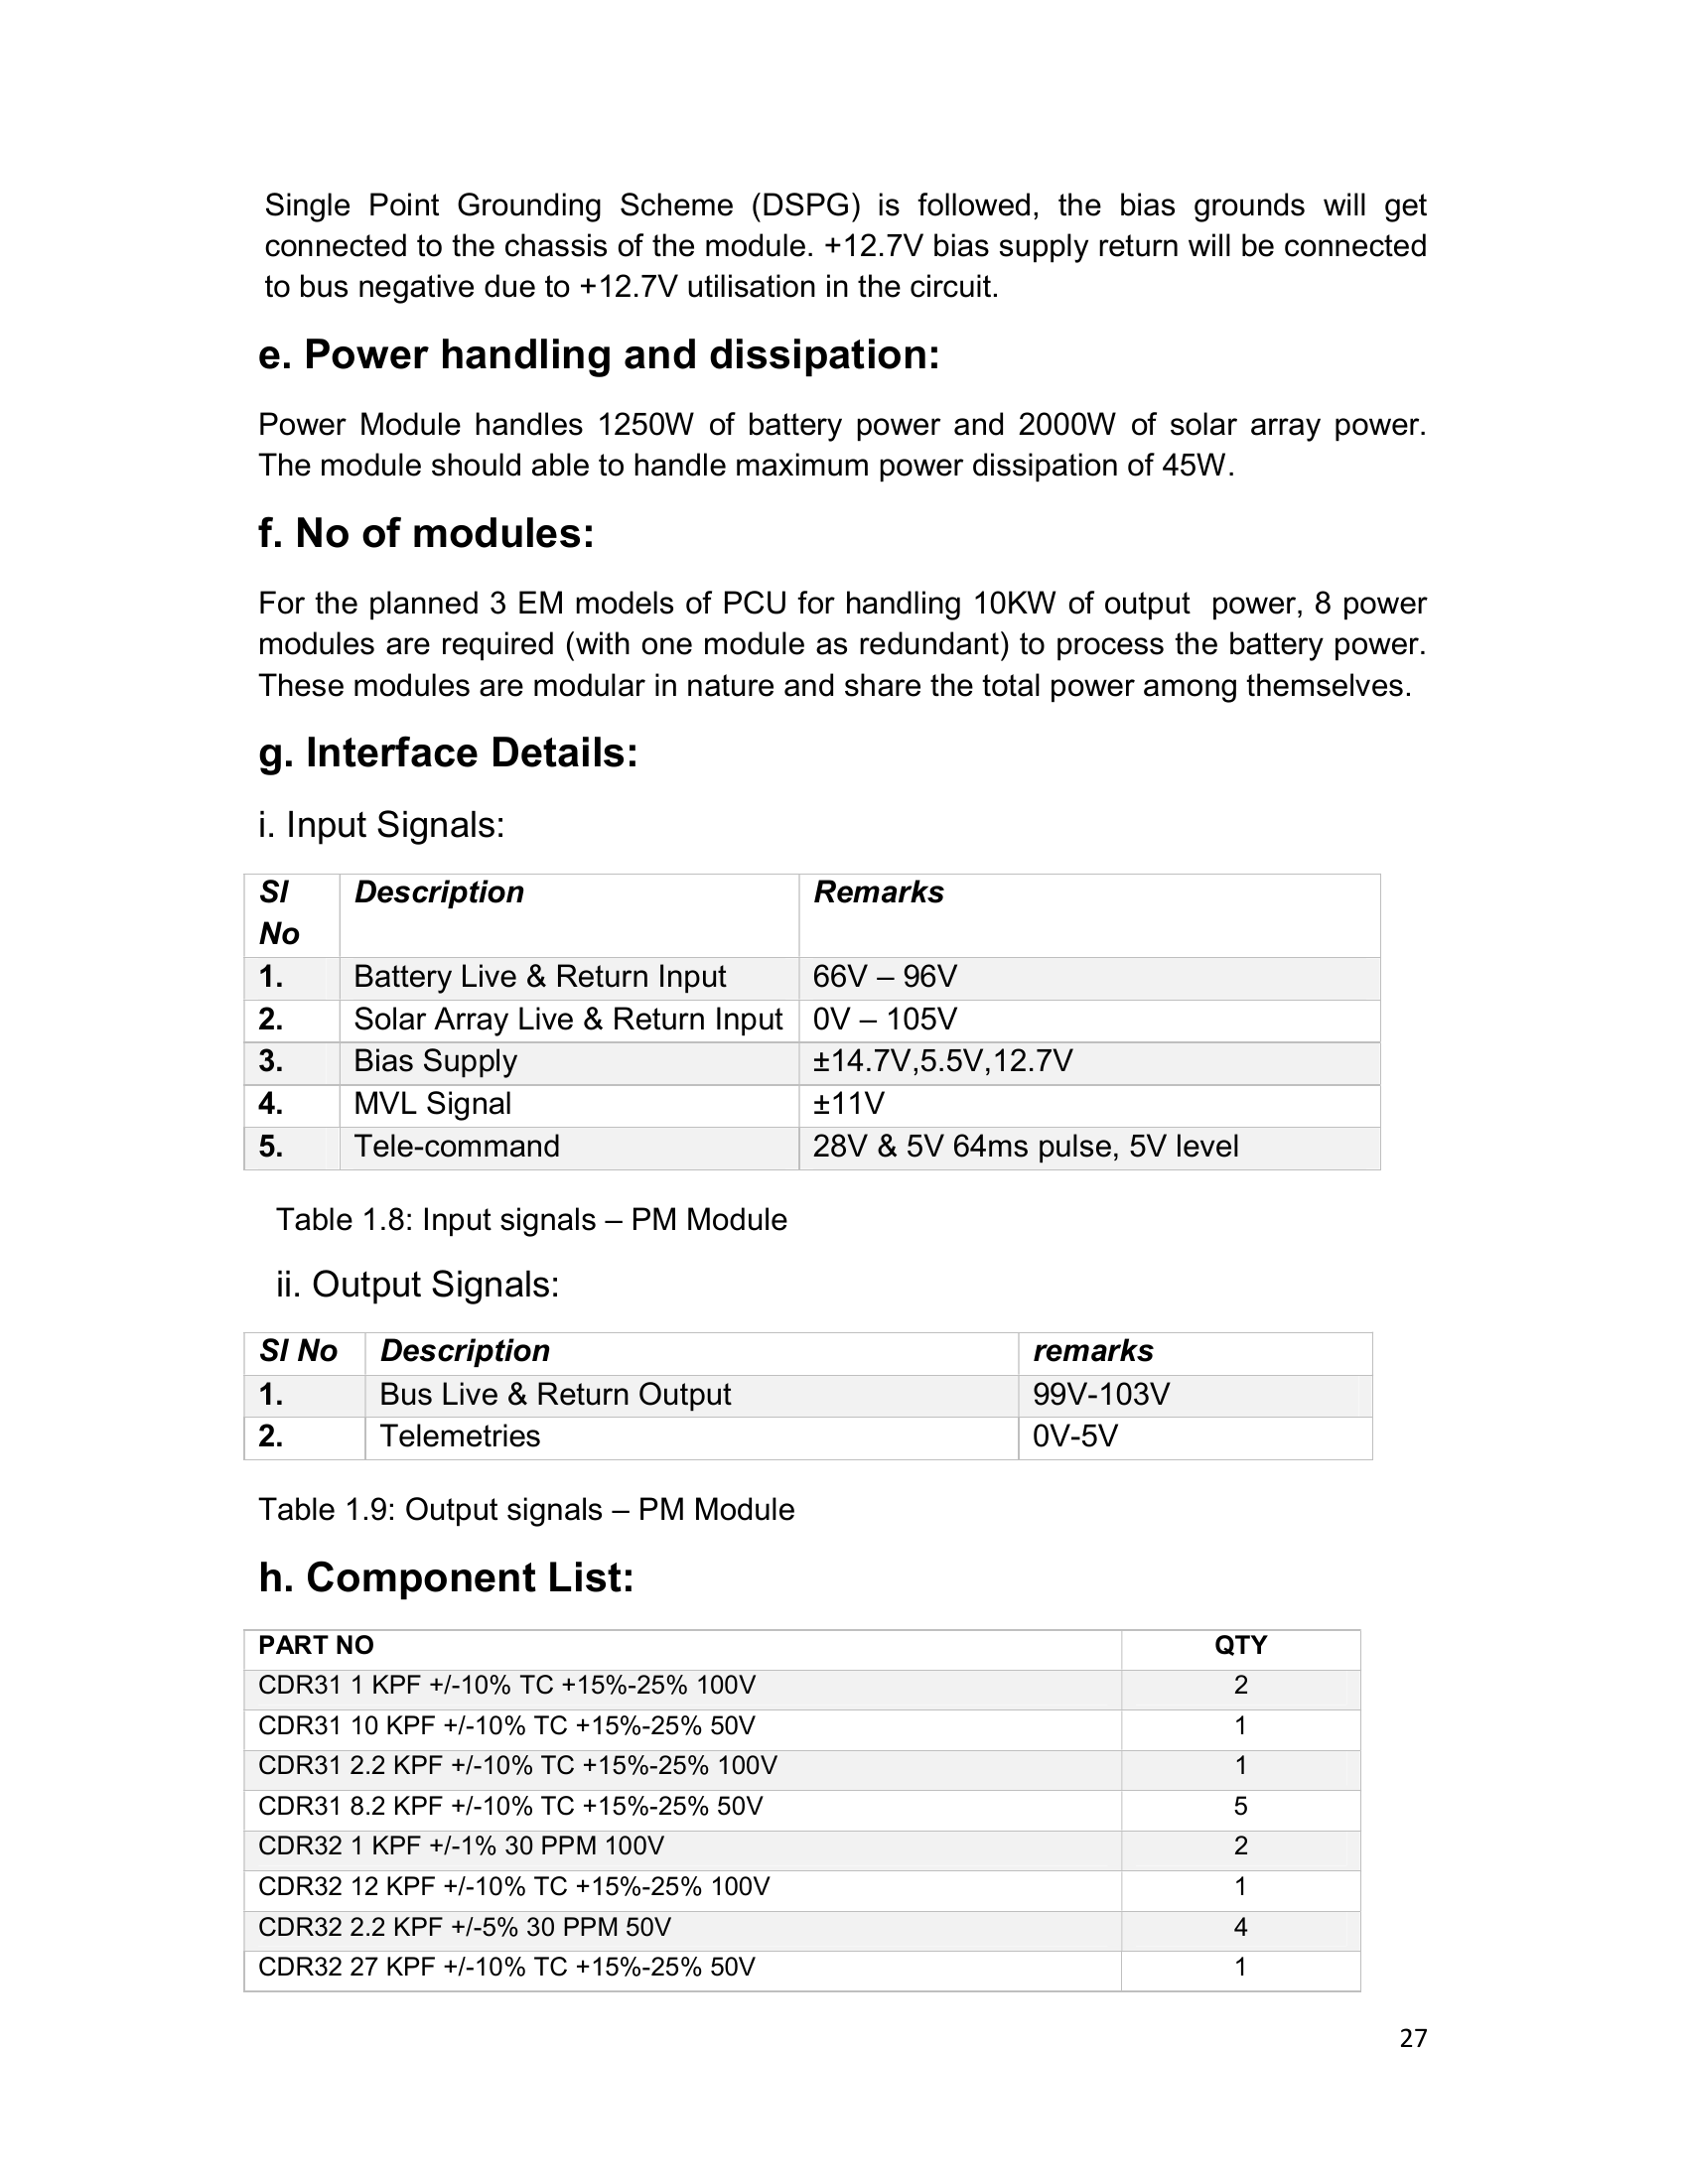 Single Point Grounding Scheme (DSPG) is followed, the bias grounds will get
connected to the chassis of the module. +12.7V bias supply return will be connected
to bus negative due to +12.7V utilisation in the circuit.
e. Power handling and dissipation:
Power Module handles 1250W of battery power and 2000W of solar array power.
The module should able to handle maximum power dissipation of 45W.
f. No of modules:
For the planned 3 EM models of PCU for handling 10KW of output power, 8 power
modules are required (with one module as redundant) to process the battery power.
These modules are modular in nature and share the total power among themselves.
g. Interface Details:
i. Input Signals:
Sl No Description Remarks
1. Battery Live & Return Input 66V – 96V
2. Solar Array Live & Return Input 0V – 105V
3. Bias Supply ±14.7V,5.5V,12.7V
4. MVL Signal ±11V
5. Tele-command 28V & 5V 64ms pulse, 5V level
Table 1.8: Input signals – PM Module
ii. Output Signals:
Sl No Description remarks
1. Bus Live & Return Output 99V-103V
2. Telemetries 0V-5V
Table 1.9: Output signals – PM Module
h. Component List:
PART NO QTY
CDR31 1 KPF +/-10% TC +15%-25% 100V 2
CDR31 10 KPF +/-10% TC +15%-25% 50V 1
CDR31 2.2 KPF +/-10% TC +15%-25% 100V 1
CDR31 8.2 KPF +/-10% TC +15%-25% 50V 5
CDR32 1 KPF +/-1% 30 PPM 100V 2
CDR32 12 KPF +/-10% TC +15%-25% 100V 1
CDR32 2.2 KPF +/-5% 30 PPM 50V 4
CDR32 27 KPF +/-10% TC +15%-25% 50V 1
27